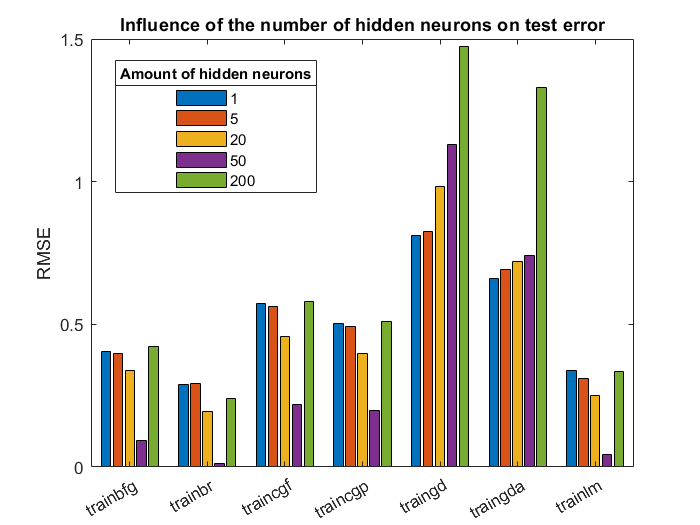 Influence of the number of hidden neurons on test error
1.5
Amount of hidden neurons
1
5
20
50
200
1
RMSE
0.5
0
trainbfg
trainbr
traincgf
traincgp
traingd
traingda
trainlm